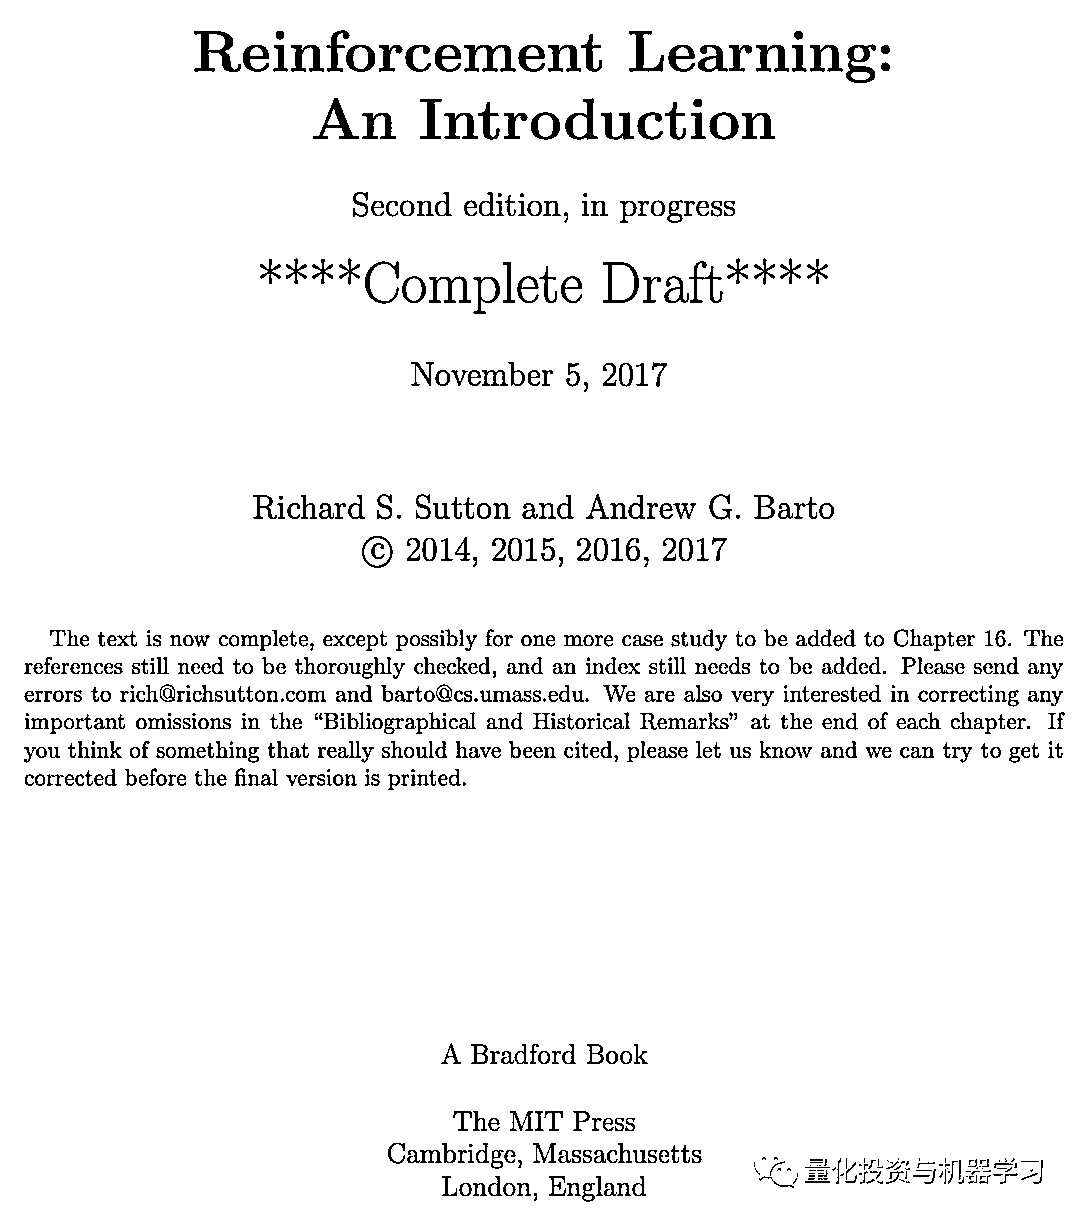 Reinforcement Learning:
An Introduction
Second edition, in progress
****Complete Draft****
November 5, 2017
Richard S. Sutton and Andrew G. Barto
© 2014, 2015, 2016, 2017
The text is now complete, except possibly for one more case study to be added to Chapter 16. The
references still need to be thoroughly checked, and an index still needs to be added. Please send any
errors to rich@richsutton.com and barto@cs.umass.edu. We are also very interested in correcting any
important omissions in the “Bibliographical and Historical Remarks” at the end of each chapter. If
you think of something that really should have been cited, please let us know and we can try to get it
corrected before the final version is printed.
A Bradford Book
The MIT Press
Cambridge, Massachusetts
London, England
量化投资与机器学习